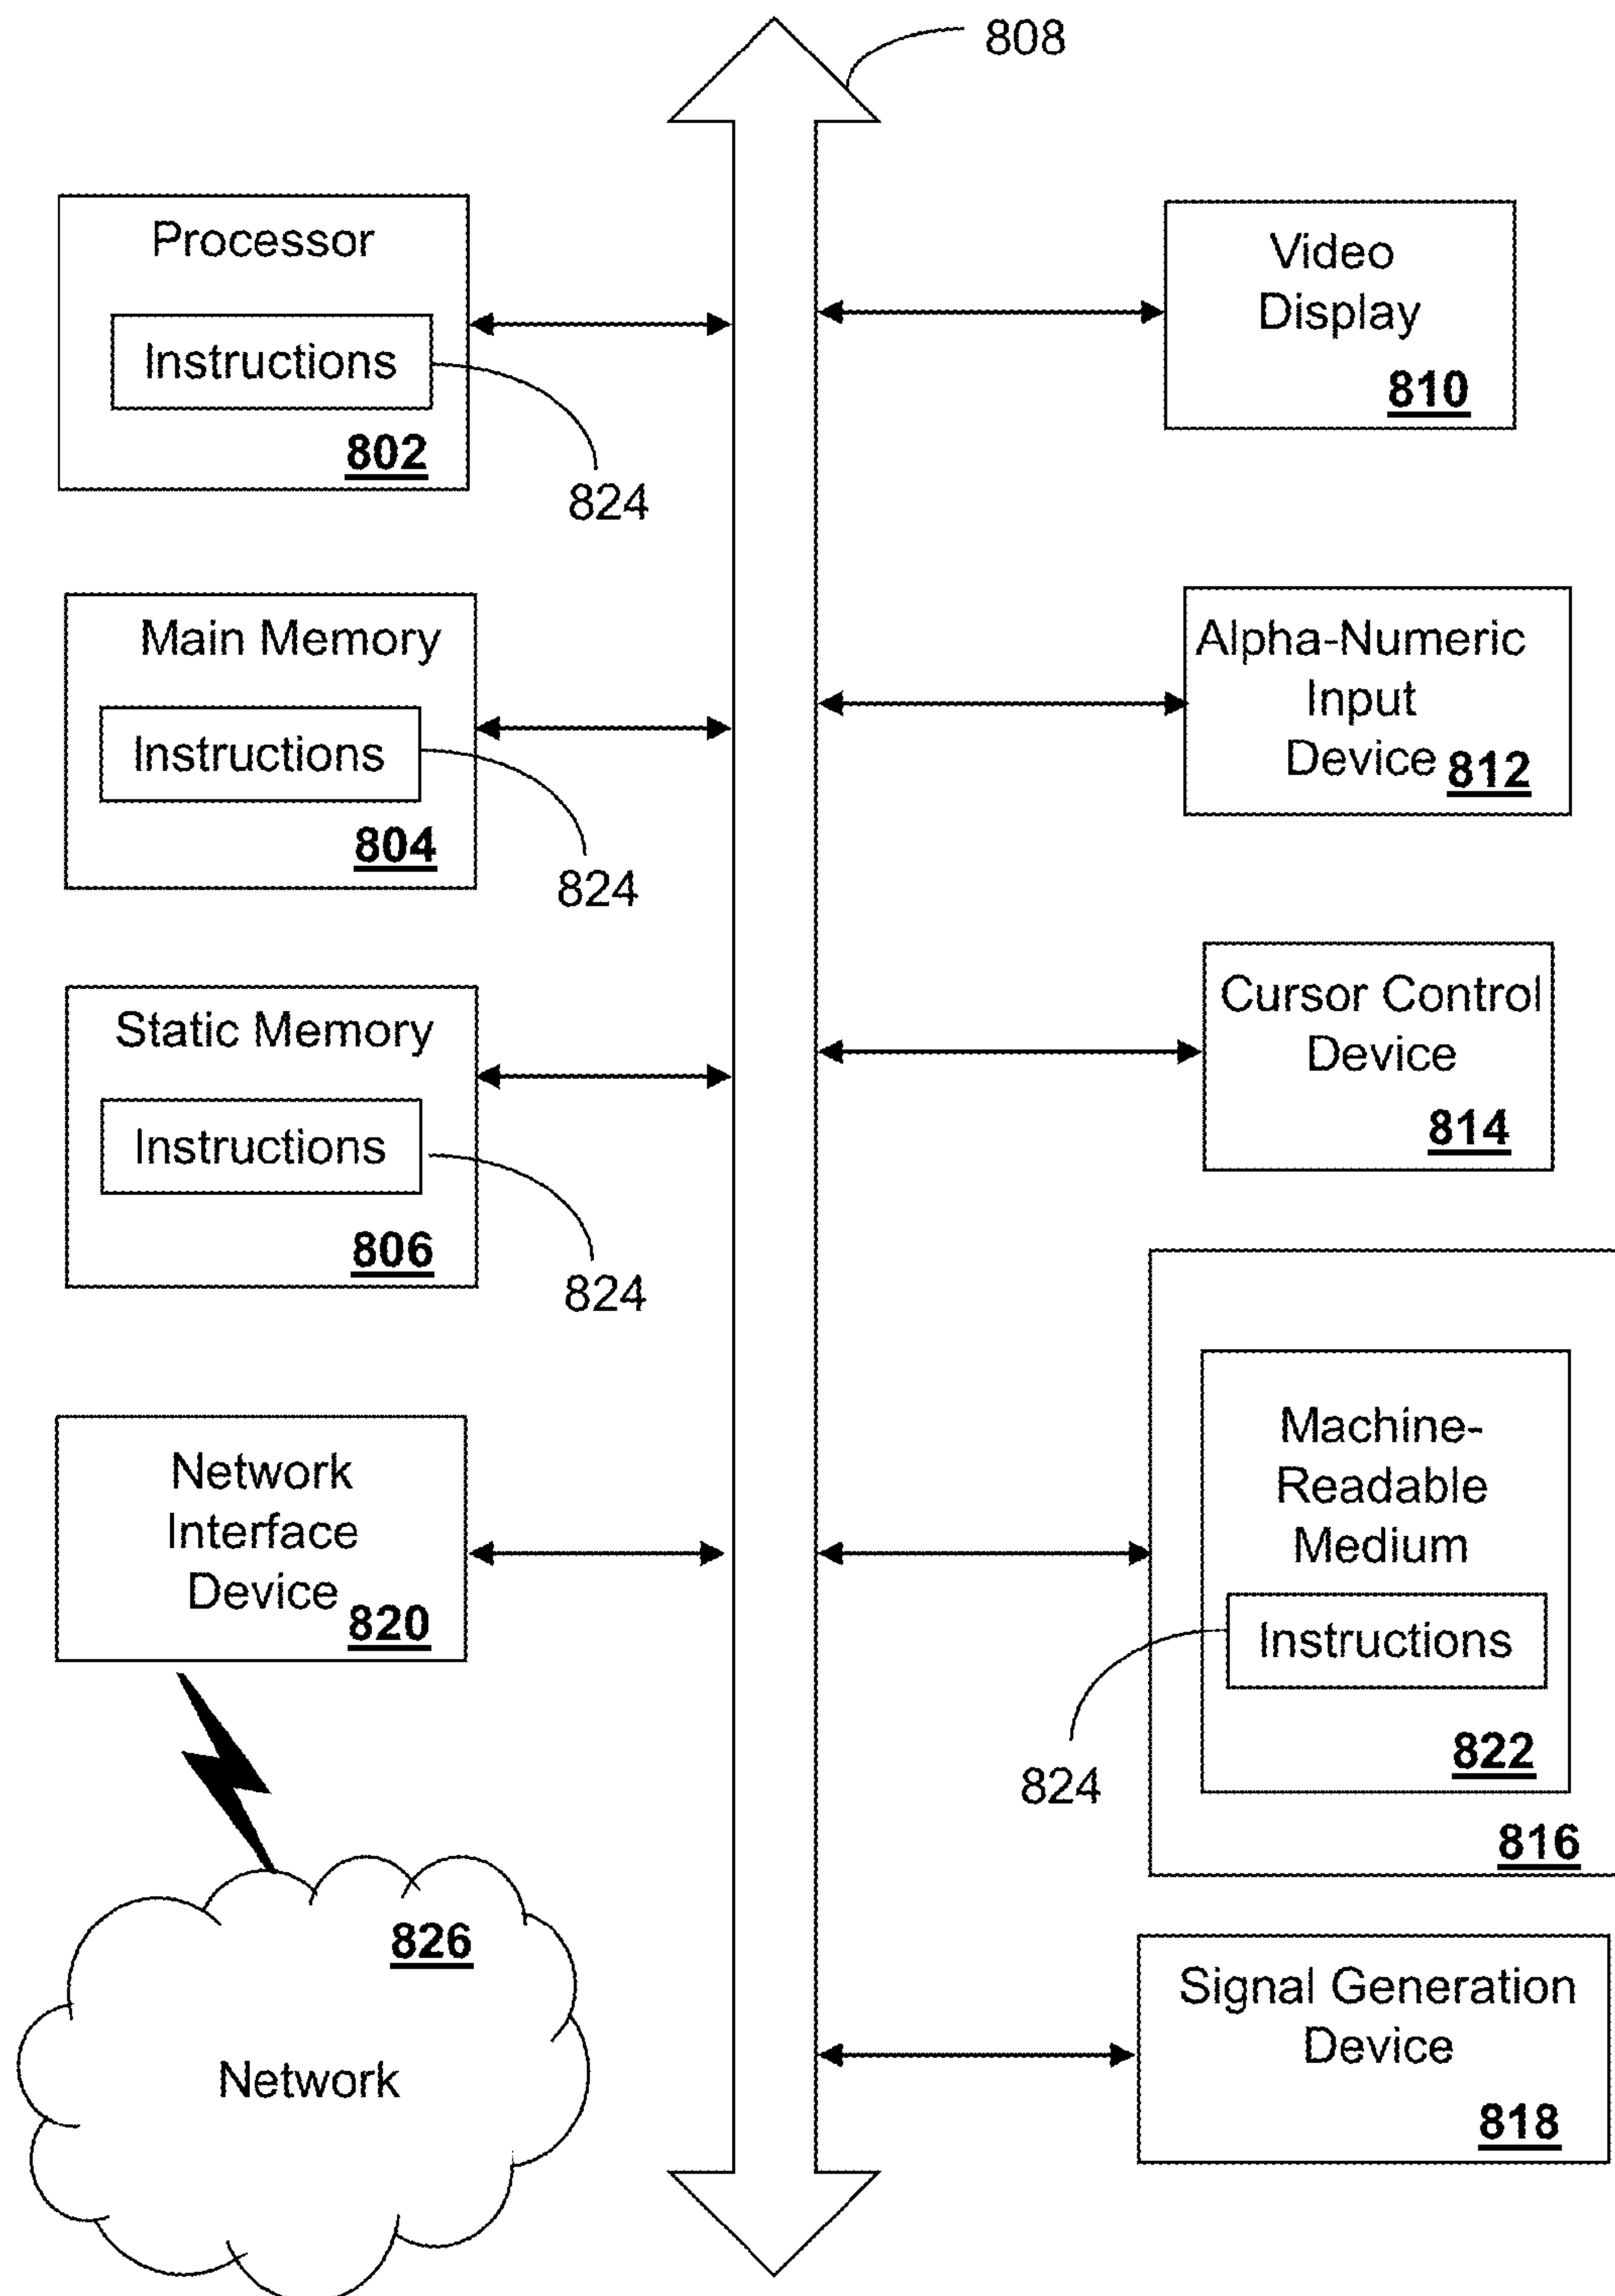 808
Processor
Instructions
802
824
Main Memory
Instructions
804
824
Static Memory
Instructions
806
824
Network
Interface
Device
820
826
Network
Video
Display
810
Alpha-Numeric
Input
Device 812
Cursor Control
Device
814
Machine-
Readable
Medium
Instructions
822
824
816
Signal Generation
Device
818